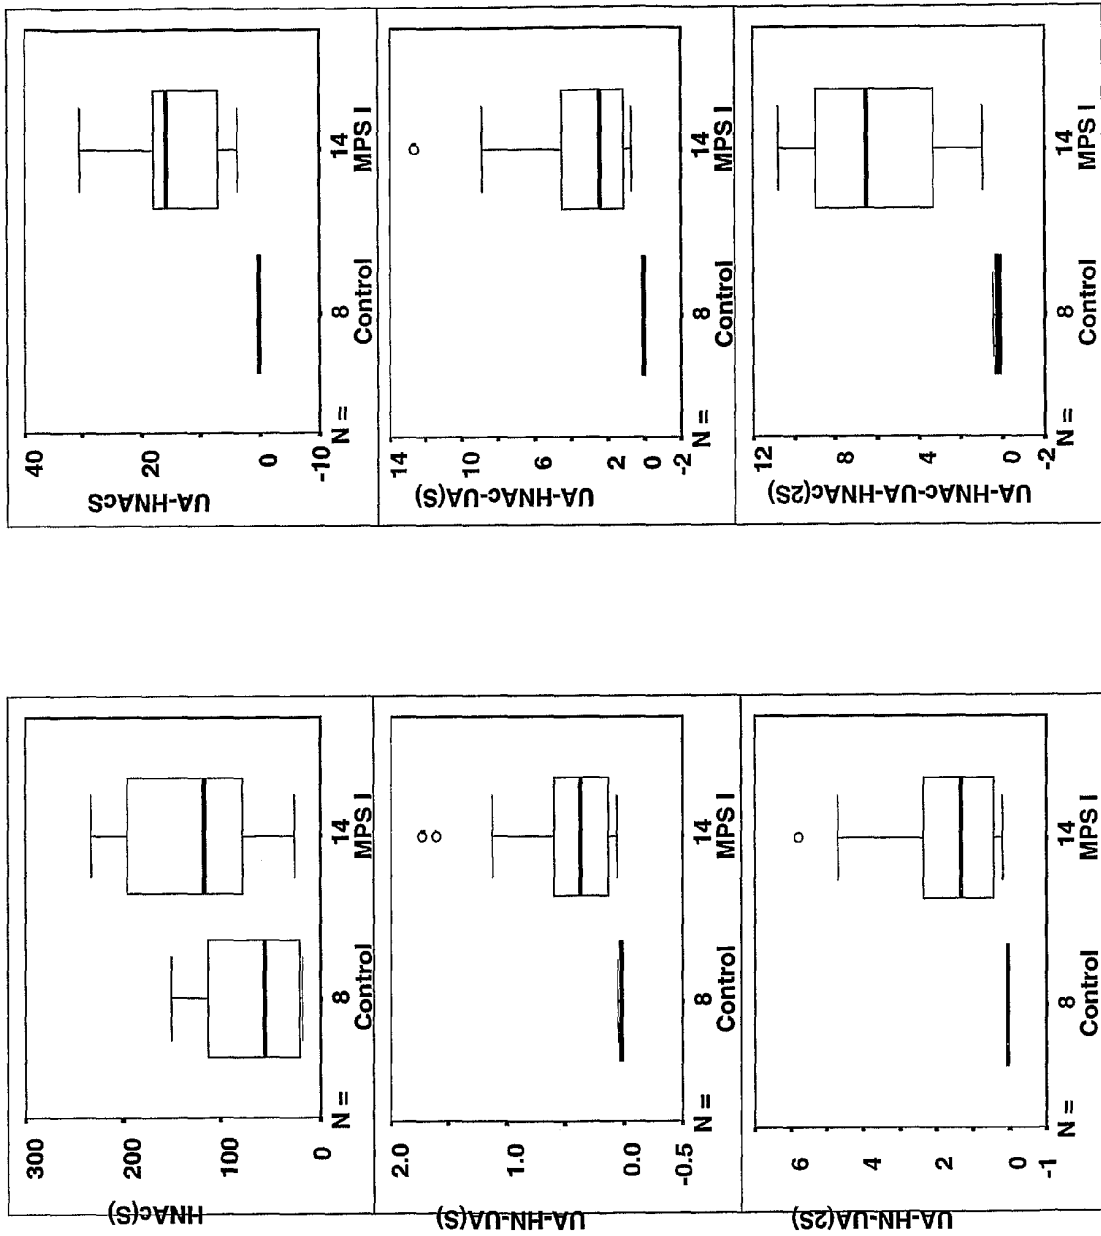 HNAc(S)
300
200
100
0
N =
8
14
Control
MPS I
UA-HN-UA(S)
2.0
1.0
0.0
-0.5
N =
8
14
Control
MPS I
UA-HN-UA(2S)
6
4
2
0
-1
N =
8
14
Control
MPS I
UA-HNAcS
40
20
0
-10
N =
8
14
Control
MPS I
UA-HNAc-UA(S)
14
10
6
2
0
-2
N =
8
14
Control
MPS I
UA-HNAc-UA-HNAc(2S)
12
8
4
0
-2
N =
8
14
Control
MPS I